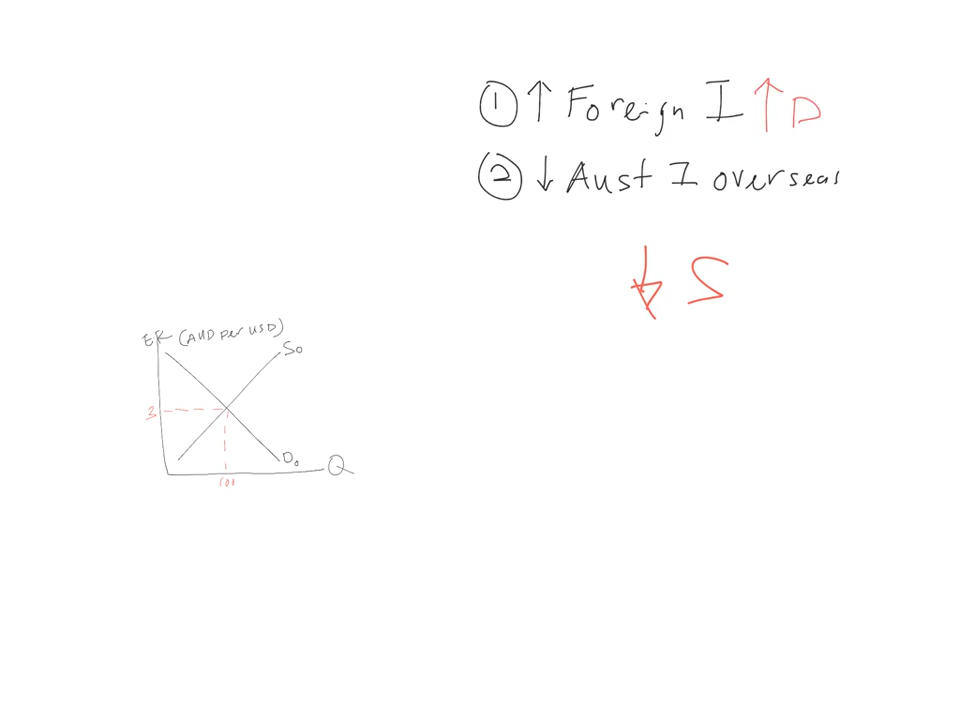 ① ↑ Foreign I ↑ D
② ↓ Aust I overseas
↓ S
ER (AUD per USD)
S₀
3
D₀
Q